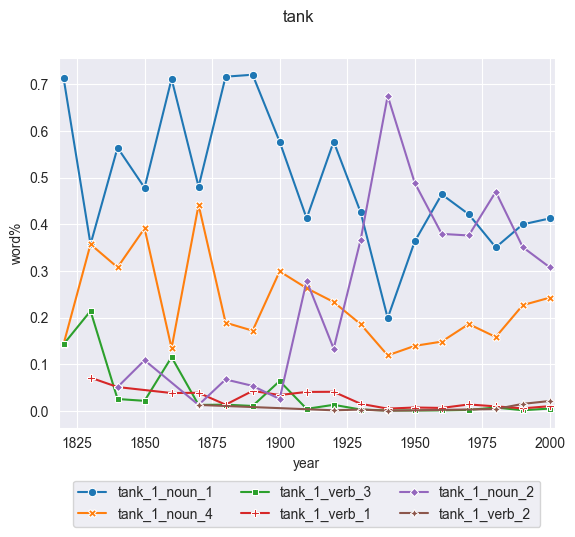 tank
0.7
0.6
0.5
0.4
0.3
0.2
0.1
0.0
word%
1825 1850 1875 1900 1925 1950 1975 2000
year
tank_1_noun_1 tank_1_verb_3 tank_1_noun_2
tank_1_noun_4 tank_1_verb_1 tank_1_verb_2